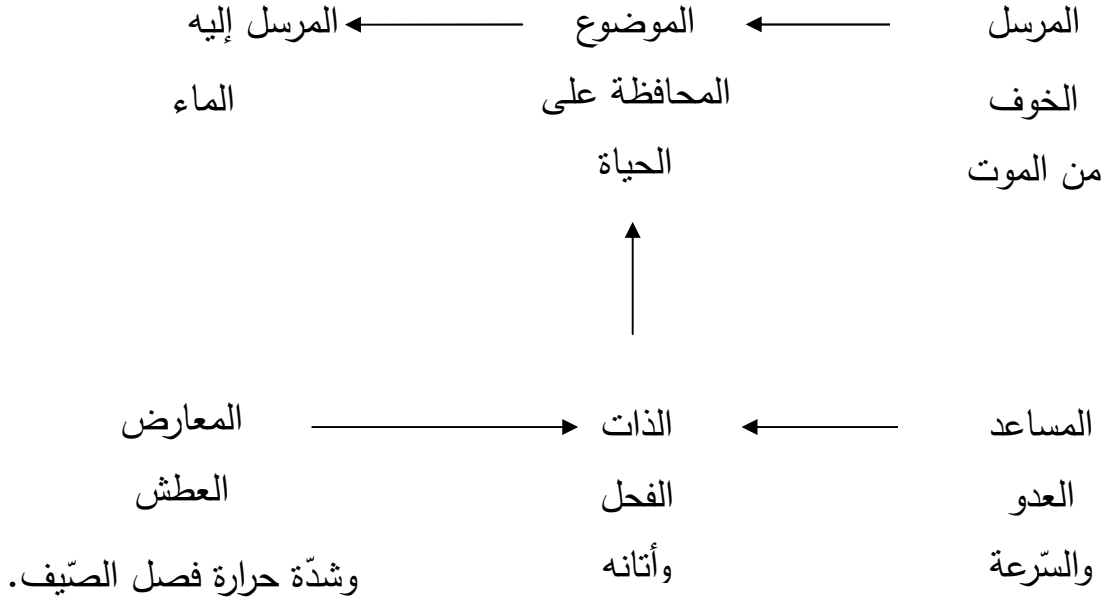 المرسل الموضوع المرسل إليه
الخوف المحافظة على الماء
من الموت الحياة
المساعد الذات المعارض
العدو الفحل العطش
والسّرعة وأتانه وشدّة حرارة فصل الصّيف.